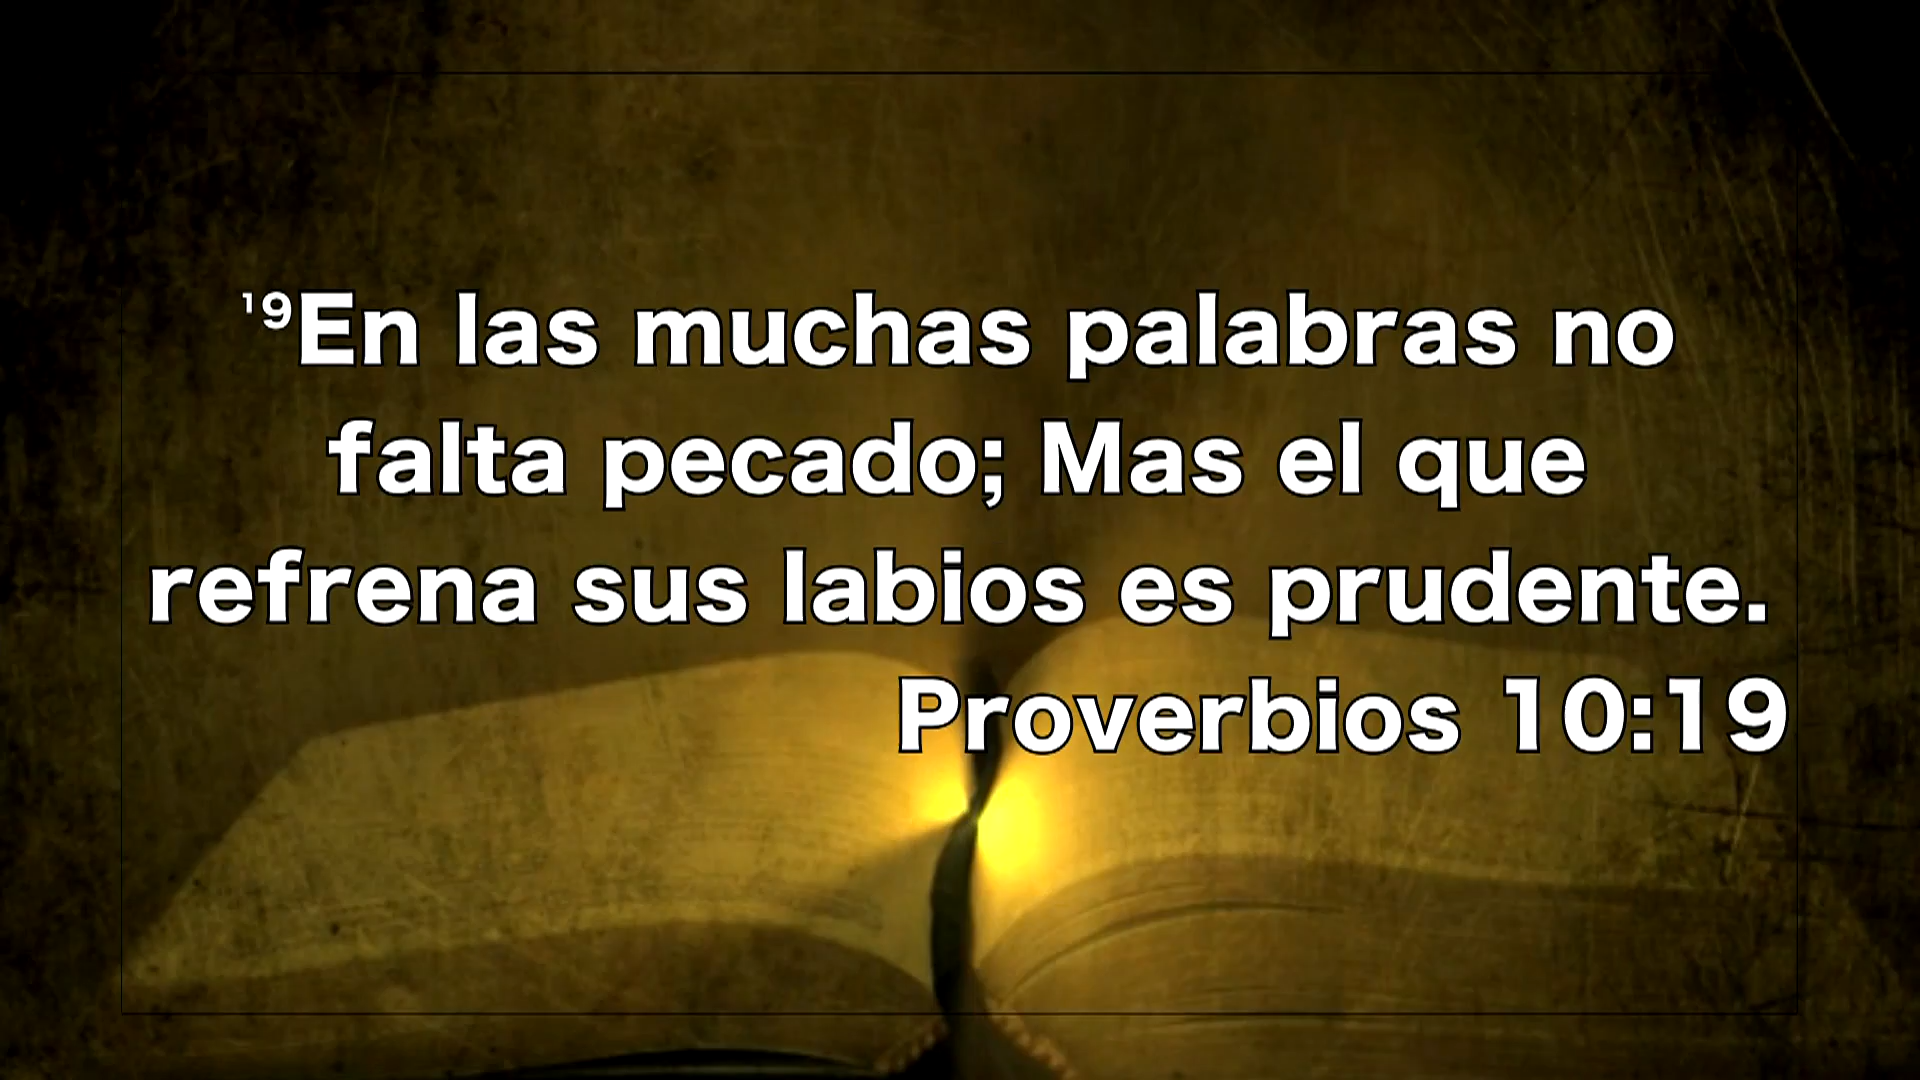 ¹⁹En las muchas palabras no
falta pecado; Mas el que
refrena sus labios es prudente.
Proverbios 10:19